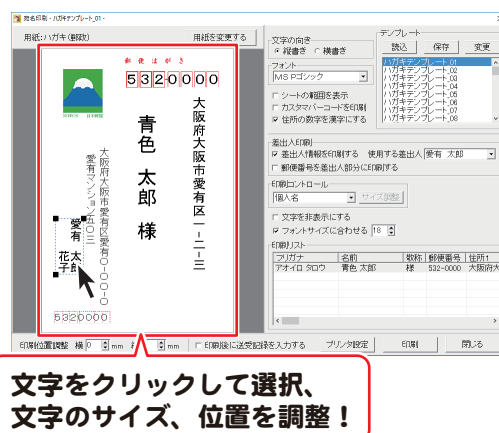 宛名印刷 - ハガキテンプレート_01 -
用紙:ハガキ(郵政)
用紙を変更する
郵便はがき
5320000
大阪府大阪市愛有区一-二-三
青色 太郎 様
大阪府大阪市愛有区〇-〇-〇
愛有マンション五〇三
愛有 太郎
花子
5320000
文字の向き
縦書き
横書き
フォント
MS Pゴシック
シートの範囲を表示
カスタマバーコードを印刷
住所の数字を漢字にする
テンプレート
読込
保存
変更
ハガキテンプレート_01
ハガキテンプレート_02
ハガキテンプレート_03
ハガキテンプレート_04
ハガキテンプレート_05
ハガキテンプレート_06
ハガキテンプレート_07
ハガキテンプレート_08
差出人印刷
差出人情報を印刷する
使用する差出人
愛有 太郎
郵便番号を差出人部分に印刷する
印刷コントロール
個人名
サイズ調整
文字を非表示にする
フォントサイズに合わせる
18
印刷リスト
フリガナ
名前
敬称
郵便番号
住所1
アオイロ タロウ
青色 太郎
様
532-0000
大阪府大
印刷位置調整
横
0
mm
mm
印刷後に送受記録を入力する
プリンタ設定
印刷
閉じる
文字をクリックして選択、
文字のサイズ、位置を調整!